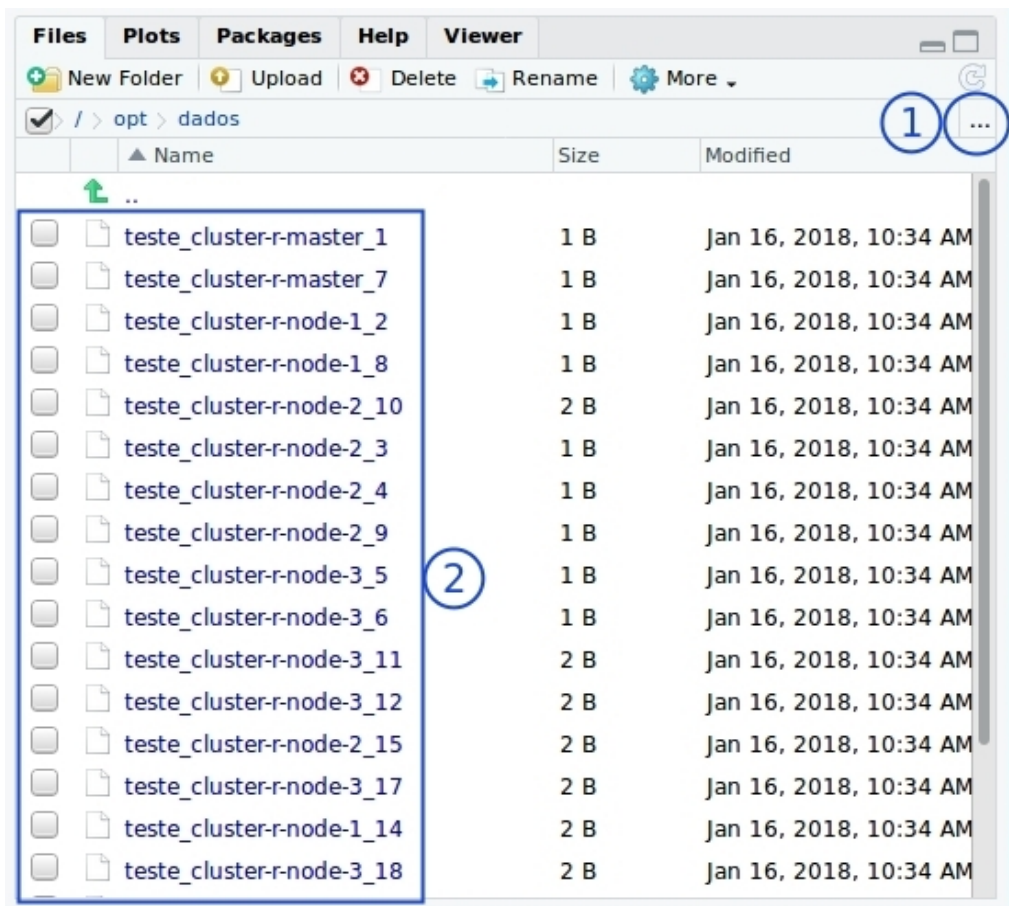 Files Plots Packages Help Viewer
New Folder Upload Delete Rename More
/ > opt > dados 1 ...
Name Size Modified
..
teste_cluster-r-master_1 1 B Jan 16, 2018, 10:34 AM
teste_cluster-r-master_7 1 B Jan 16, 2018, 10:34 AM
teste_cluster-r-node-1_2 1 B Jan 16, 2018, 10:34 AM
teste_cluster-r-node-1_8 1 B Jan 16, 2018, 10:34 AM
teste_cluster-r-node-2_10 2 B Jan 16, 2018, 10:34 AM
teste_cluster-r-node-2_3 1 B Jan 16, 2018, 10:34 AM
teste_cluster-r-node-2_4 1 B Jan 16, 2018, 10:34 AM
teste_cluster-r-node-2_9 1 B Jan 16, 2018, 10:34 AM
teste_cluster-r-node-3_5 2 1 B Jan 16, 2018, 10:34 AM
teste_cluster-r-node-3_6 1 B Jan 16, 2018, 10:34 AM
teste_cluster-r-node-3_11 2 B Jan 16, 2018, 10:34 AM
teste_cluster-r-node-3_12 2 B Jan 16, 2018, 10:34 AM
teste_cluster-r-node-2_15 2 B Jan 16, 2018, 10:34 AM
teste_cluster-r-node-3_17 2 B Jan 16, 2018, 10:34 AM
teste_cluster-r-node-1_14 2 B Jan 16, 2018, 10:34 AM
teste_cluster-r-node-3_18 2 B Jan 16, 2018, 10:34 AM